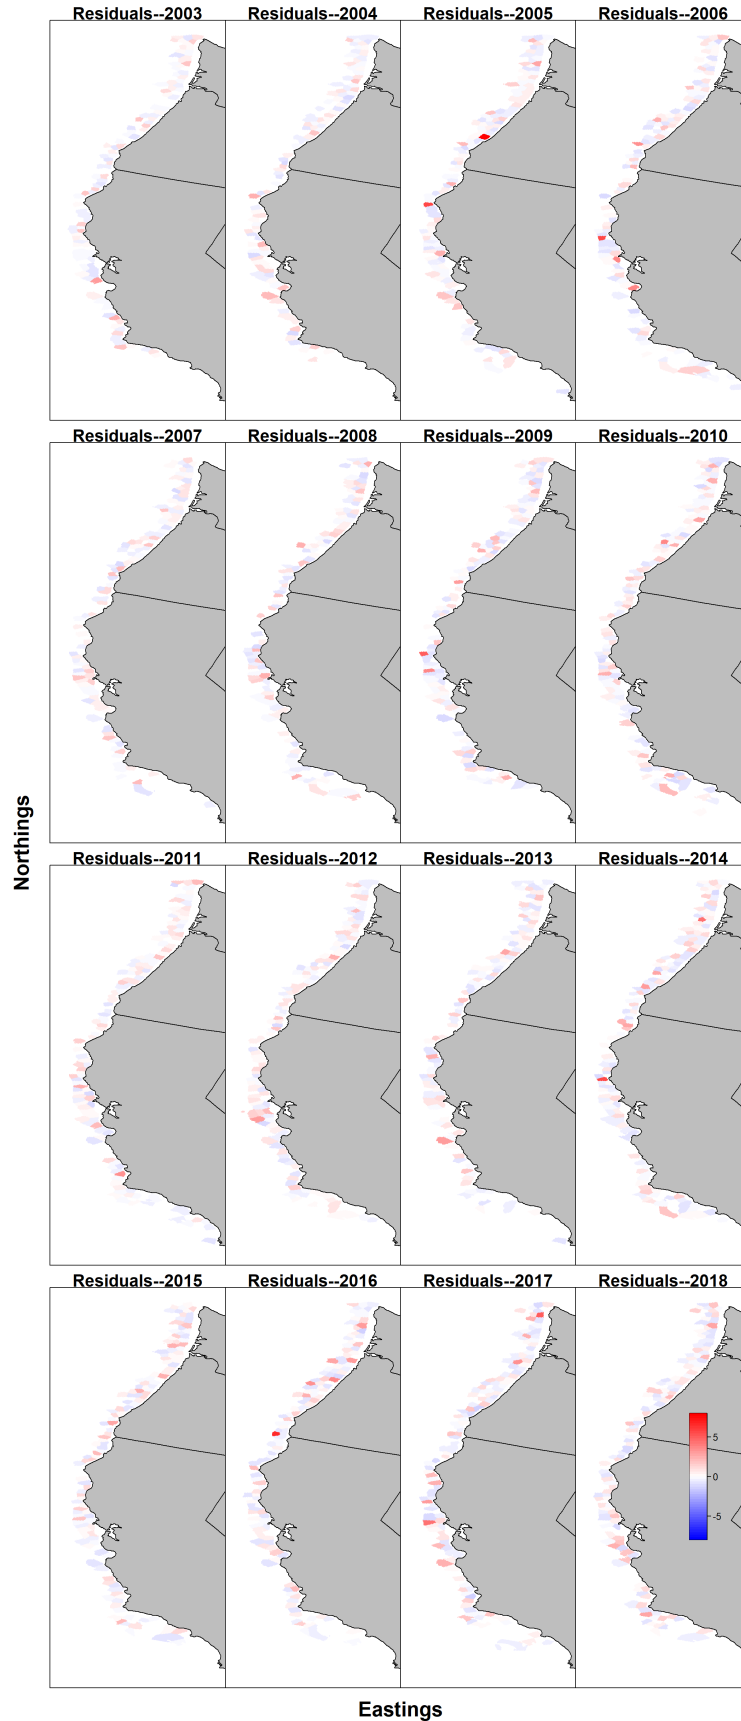 Residuals--2003 Residuals--2004 Residuals--2005 Residuals--2006
Residuals--2007 Residuals--2008 Residuals--2009 Residuals--2010
Northings
Residuals--2011 Residuals--2012 Residuals--2013 Residuals--2014
Residuals--2015 Residuals--2016 Residuals--2017 Residuals--2018
5
0
-5
Eastings